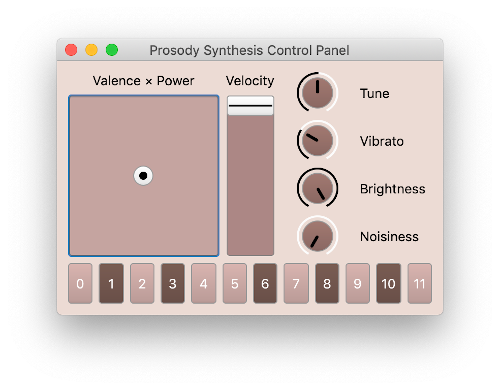 Prosody Synthesis Control Panel
Valence × Power
Velocity
Tune
Vibrato
Brightness
Noisiness
0 1 2 3 4 5 6 7 8 9 10 11